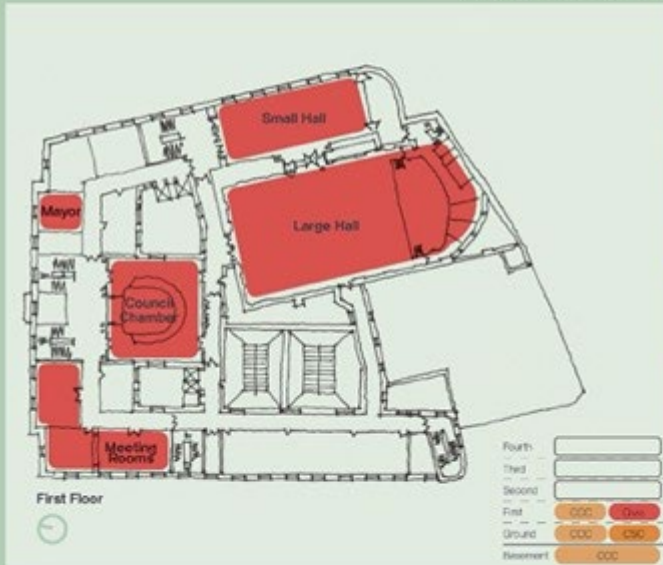 Small Hall
Large Hall
Mayor
Council
Chamber
Meeting
Rooms
First Floor
Fourth
Third
Second
First CCC Civic
Ground CCC CSC
Basement CCC